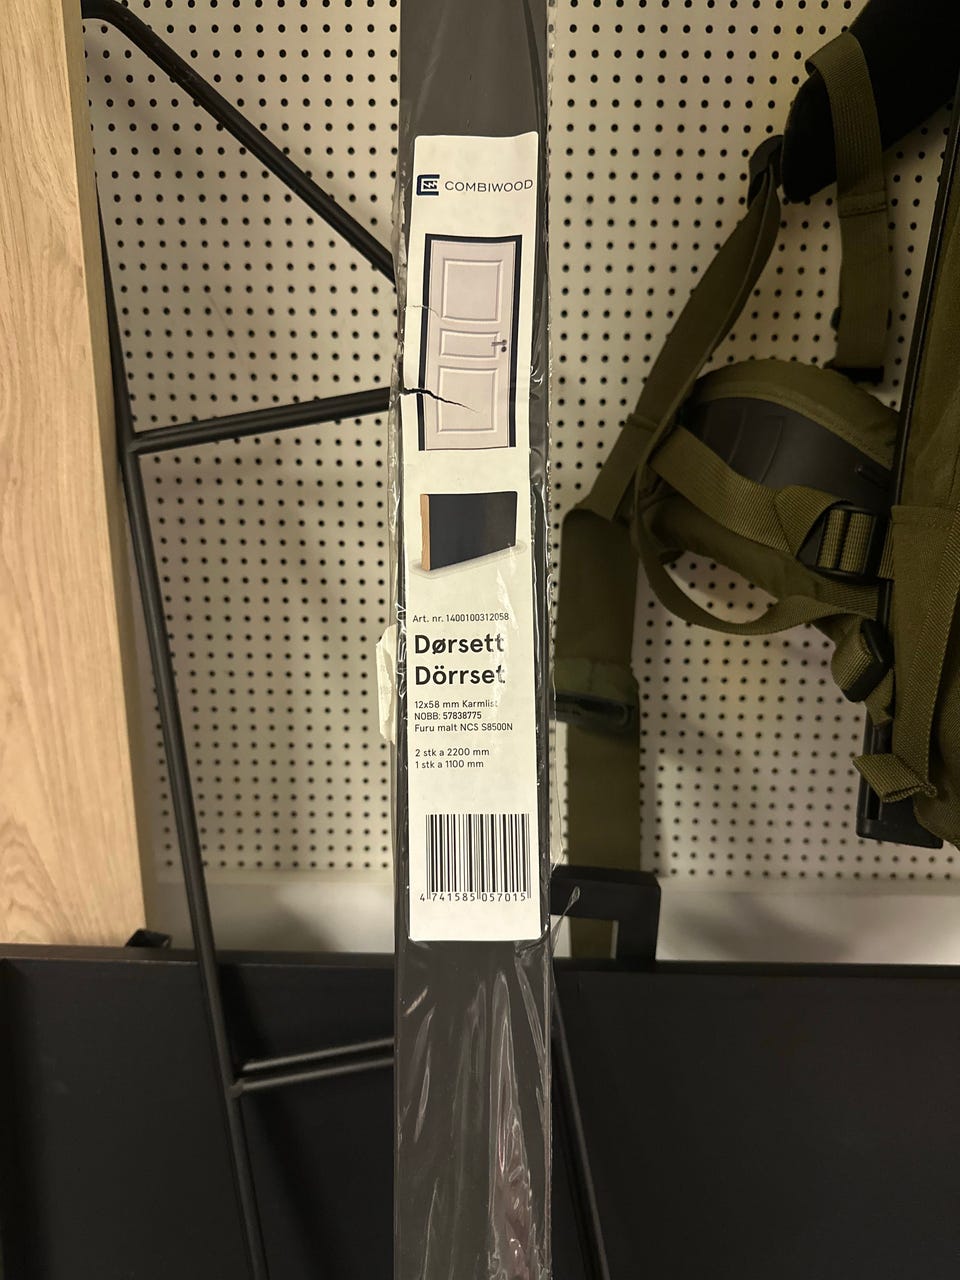 COMBIWOOD
Art. nr. 1400100312058
Dørsett
Dörrset
12x58 mm Karmlist
NOBB: 57838775
Furu malt NCS S8500N
2 stk a 2200 mm
1 stk a 1100 mm
4 741585 057015